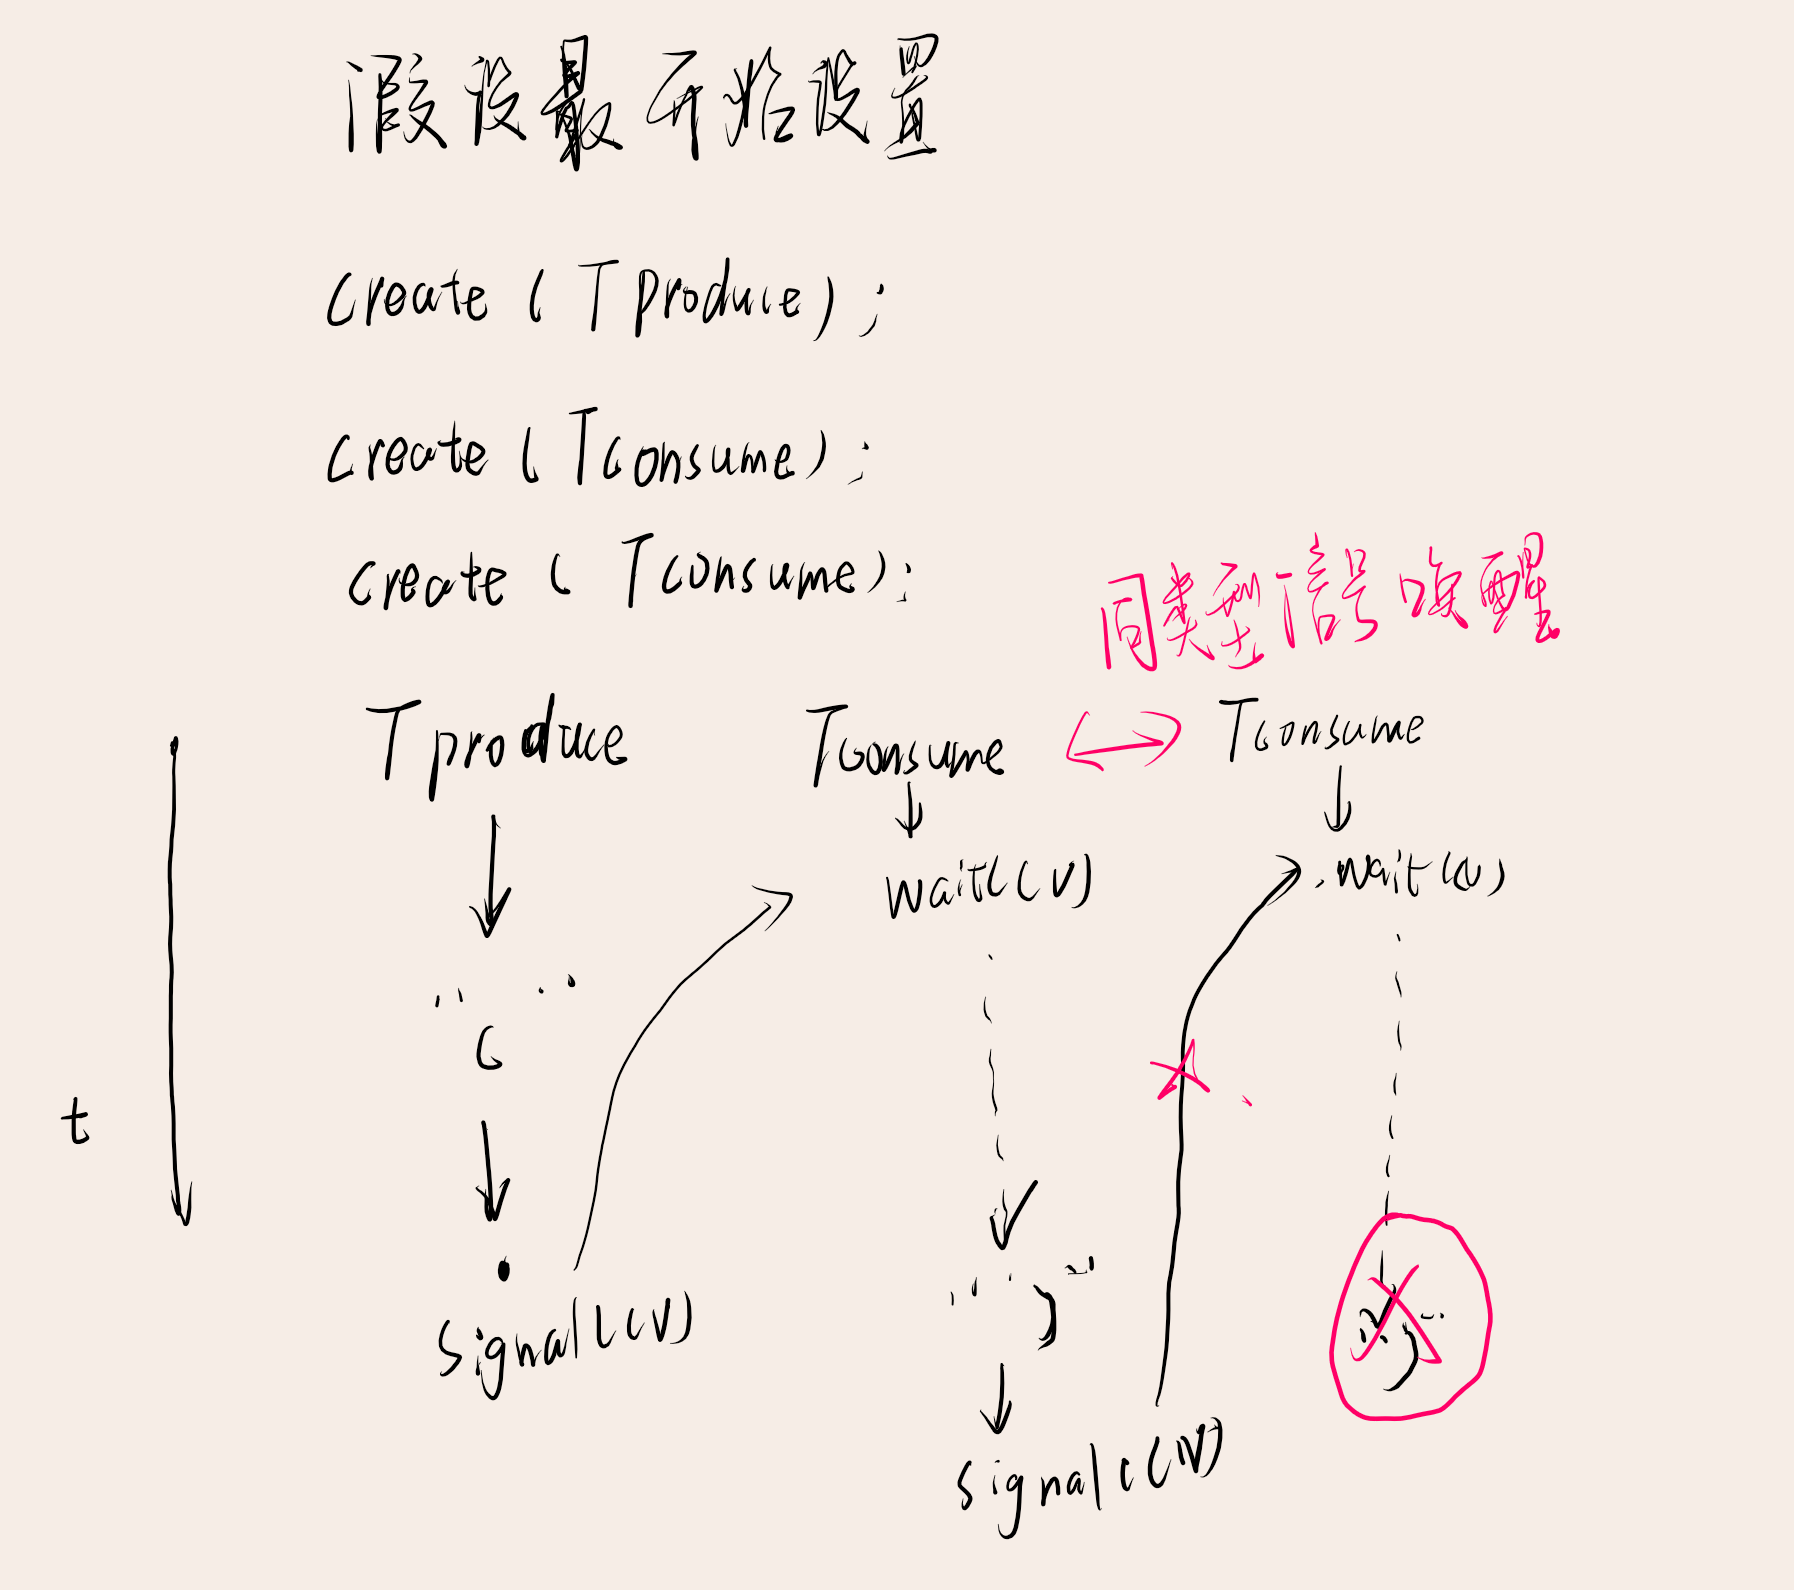 假设最开始设置
create ( Tproduce ) ;
create ( Tconsume ) ;
create ( Tconsume ) ;
同类型信号唤醒
Tproduce Tconsume Tconsume
wait(CV) wait(CV)
t
signal(CV)
signal(CV)